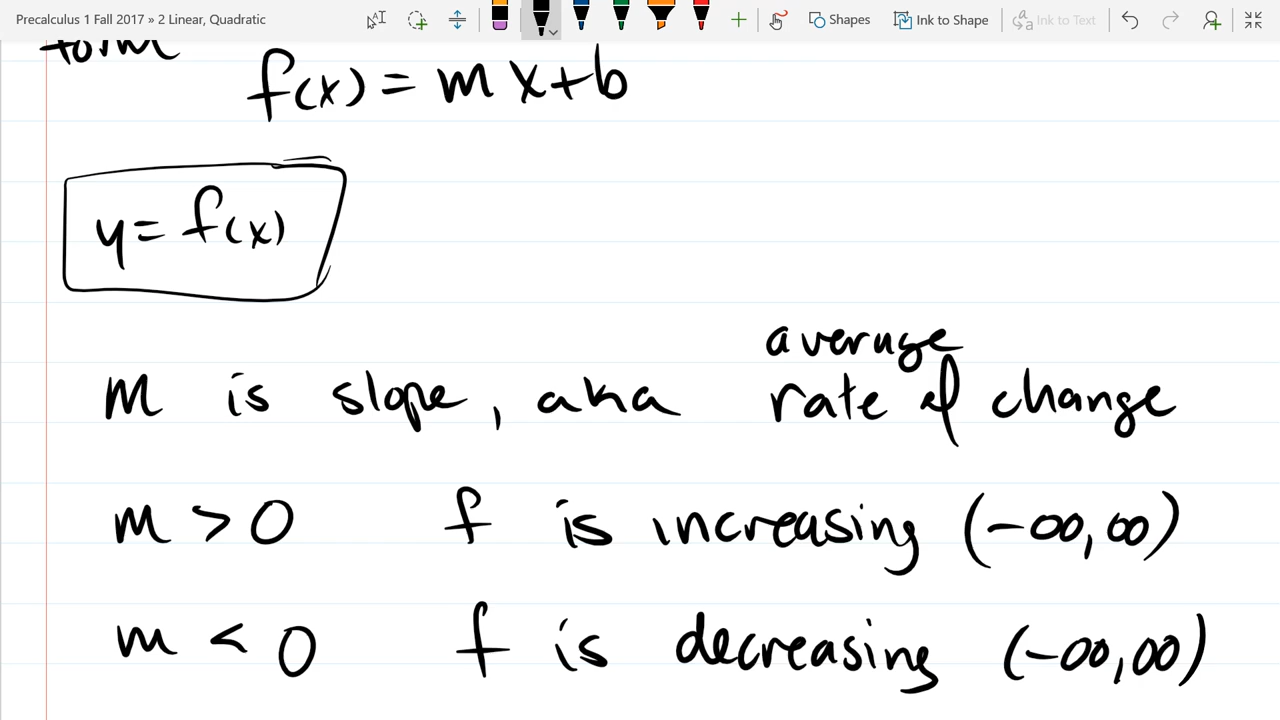 Precalculus 1 Fall 2017 » 2 Linear, Quadratic
Shapes
Ink to Shape
Ink to Text
form
f(x) = mx+b
y = f(x)
average
m is slope, aka rate of change
m > 0 f is increasing (-∞,∞)
m < 0 f is decreasing (-∞,∞)